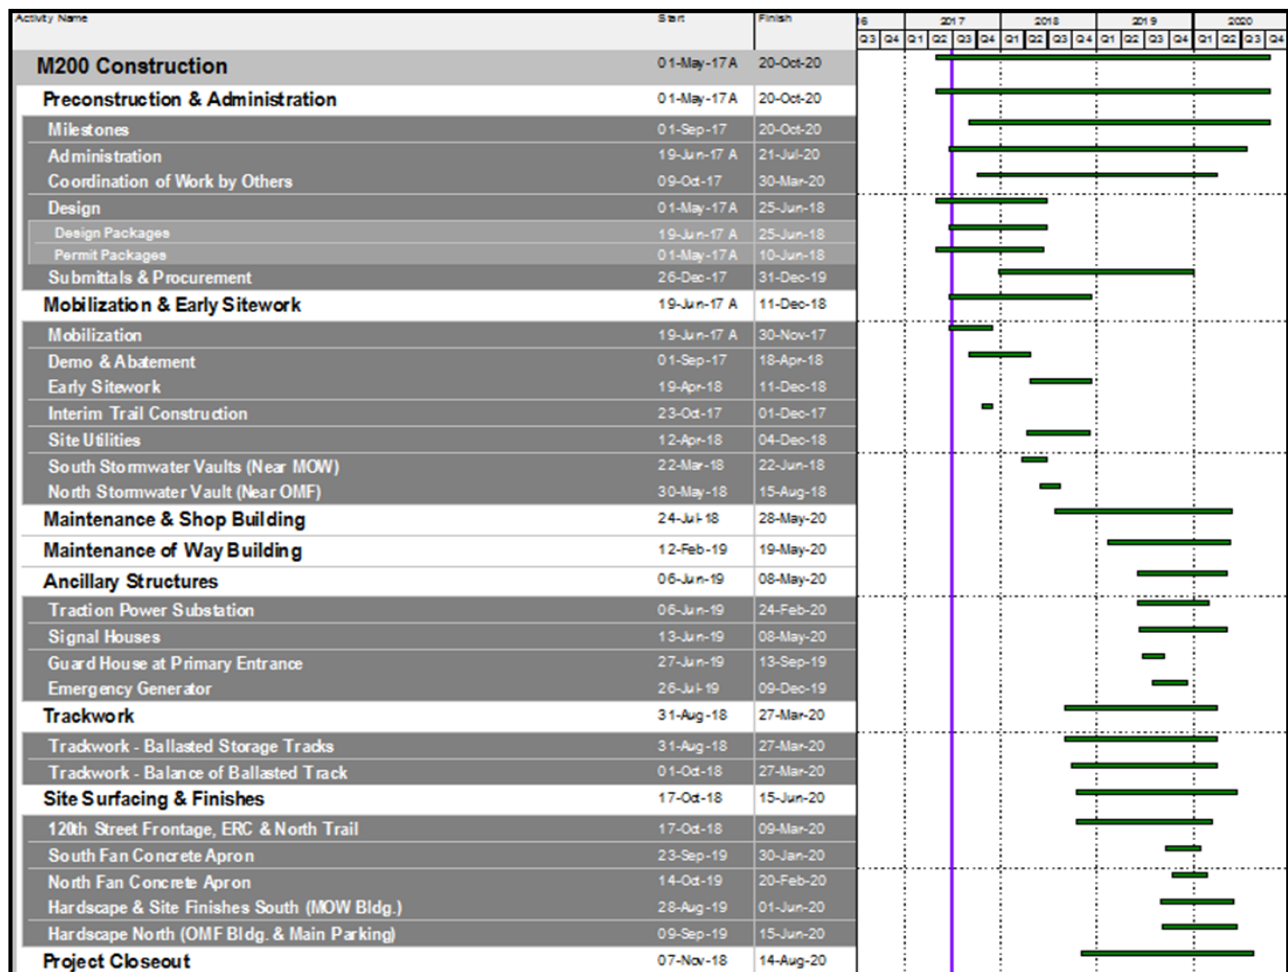 Activity Name Start Finish 16 2017 2018 2019 2020
Q3 Q4 Q1 Q2 Q3 Q4 Q1 Q2 Q3 Q4 Q1 Q2 Q3 Q4 Q1 Q2 Q3 Q4
M200 Construction 01-May-17 A 20-Oct-20
Preconstruction & Administration 01-May-17 A 20-Oct-20
Milestones 01-Sep-17 20-Oct-20
Administration 19-Jun-17 A 21-Jul-20
Coordination of Work by Others 09-Oct-17 30-Mar-20
Design 01-May-17 A 25-Jun-18
Design Packages 19-Jun-17 A 25-Jun-18
Permit Packages 01-May-17 A 10-Jun-18
Submittals & Procurement 26-Dec-17 31-Dec-19
Mobilization & Early Sitework 19-Jun-17 A 11-Dec-18
Mobilization 19-Jun-17 A 30-Nov-17
Demo & Abatement 01-Sep-17 18-Apr-18
Early Sitework 19-Apr-18 11-Dec-18
Interim Trail Construction 23-Oct-17 01-Dec-17
Site Utilities 12-Apr-18 04-Dec-18
South Stormwater Vaults (Near MOW) 22-Mar-18 22-Jun-18
North Stormwater Vault (Near OMF) 30-May-18 15-Aug-18
Maintenance & Shop Building 24-Jul-18 28-May-20
Maintenance of Way Building 12-Feb-19 19-May-20
Ancillary Structures 06-Jun-19 08-May-20
Traction Power Substation 06-Jun-19 24-Feb-20
Signal Houses 13-Jun-19 08-May-20
Guard House at Primary Entrance 27-Jun-19 13-Sep-19
Emergency Generator 26-Jul-19 09-Dec-19
Trackwork 31-Aug-18 27-Mar-20
Trackwork - Ballasted Storage Tracks 31-Aug-18 27-Mar-20
Trackwork - Balance of Ballasted Track 01-Oct-18 27-Mar-20
Site Surfacing & Finishes 17-Oct-18 15-Jun-20
120th Street Frontage, ERC & North Trail 17-Oct-18 09-Mar-20
South Fan Concrete Apron 23-Sep-19 30-Jan-20
North Fan Concrete Apron 14-Oct-19 20-Feb-20
Hardscape & Site Finishes South (MOW Bldg.) 28-Aug-19 01-Jun-20
Hardscape North (OMF Bldg. & Main Parking) 09-Sep-19 15-Jun-20
Project Closeout 07-Nov-18 14-Aug-20